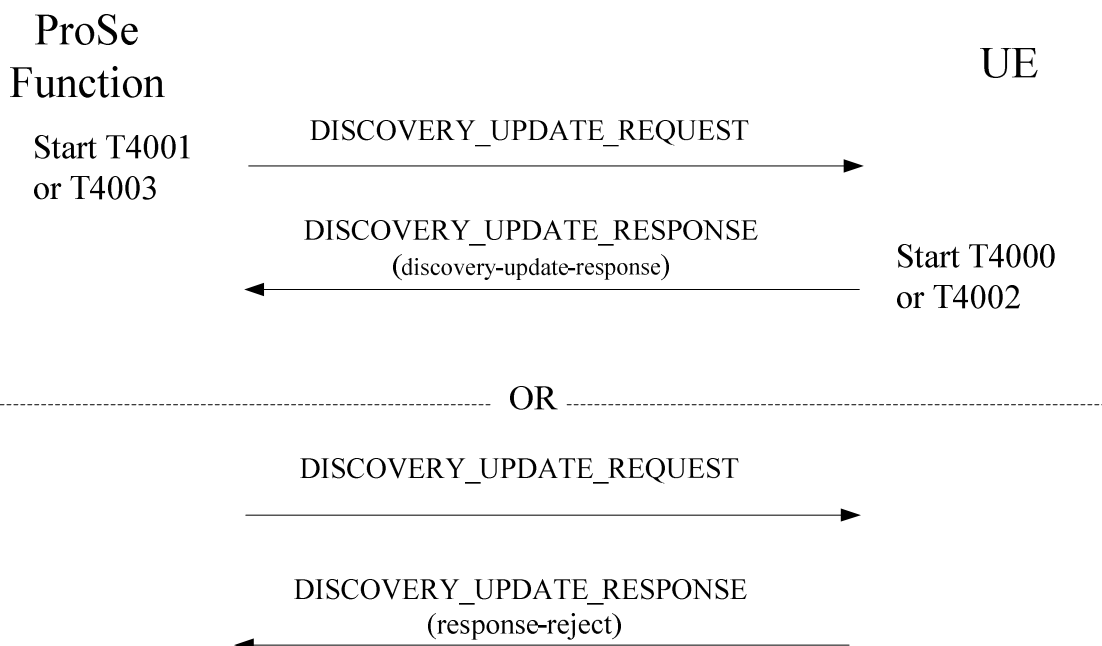 ProSe
Function
UE
Start T4001
or T4003
DISCOVERY_UPDATE_REQUEST
DISCOVERY_UPDATE_RESPONSE
(discovery-update-response)
Start T4000
or T4002
OR
DISCOVERY_UPDATE_REQUEST
DISCOVERY_UPDATE_RESPONSE
(response-reject)